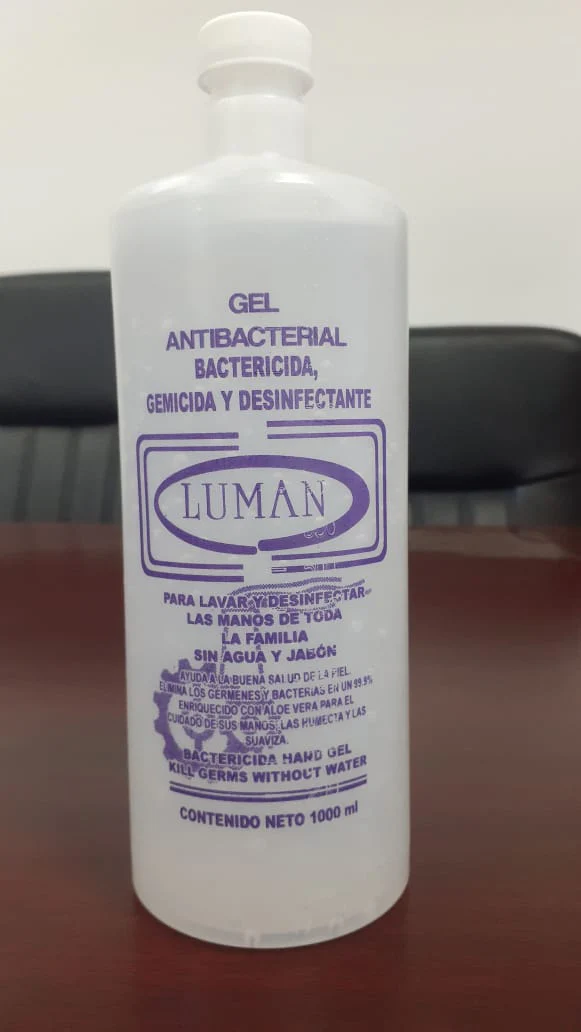 GEL
ANTIBACTERIAL
BACTERICIDA,
GEMICIDA Y DESINFECTANTE
LUMAN
PARA LAVAR Y DESINFECTAR
LAS MANOS DE TODA
LA FAMILIA
SIN AGUA Y JABÓN
AYUDA A LA BUENA SALUD DE LA PIEL.
ELIMINA LOS GERMENES Y BACTERIAS EN UN 99.9%
ENRIQUECIDO CON ALOE VERA PARA EL
CUIDADO DE SUS MANOS, LAS HUMECTA Y LAS
SUAVIZA.
BACTERICIDA HAND GEL
KILL GERMS WITHOUT WATER
CONTENIDO NETO 1000 ml